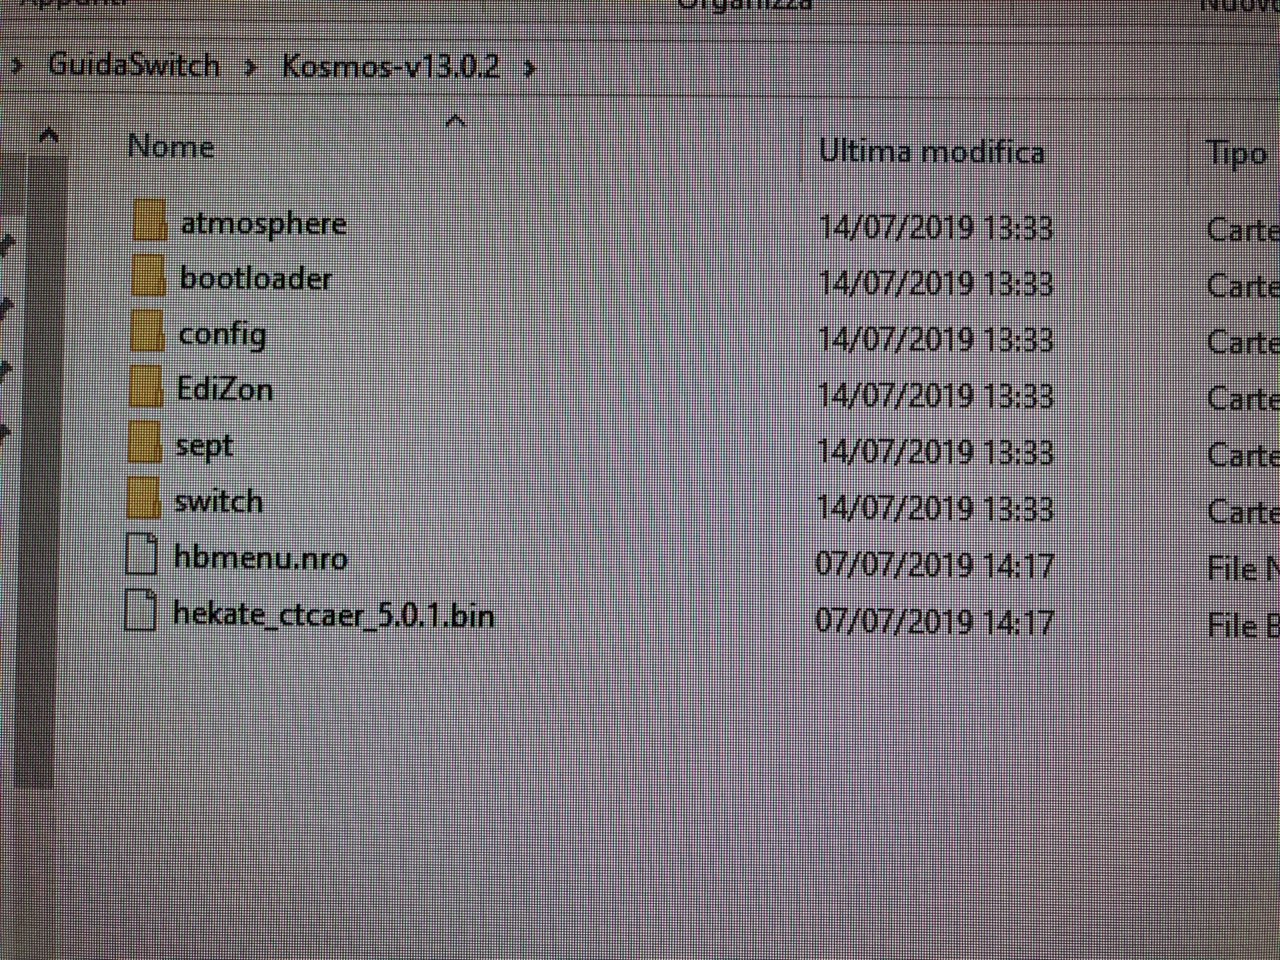 Appunti Organizza Nuovo
GuidaSwitch Kosmos-v13.0.2
Nome Ultima modifica Tipo
atmosphere 14/07/2019 13:33 Carte
bootloader 14/07/2019 13:33 Carte
config 14/07/2019 13:33 Carte
EdiZon 14/07/2019 13:33 Carte
sept 14/07/2019 13:33 Carte
switch 14/07/2019 13:33 Carte
hbmenu.nro 07/07/2019 14:17 File N
hekate_ctcaer_5.0.1.bin 07/07/2019 14:17 File B